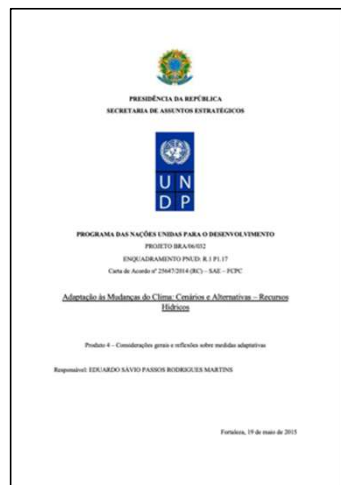 PRESIDÊNCIA DA REPÚBLICA
SECRETARIA DE ASSUNTOS ESTRATÉGICOS
U N
D P
PROGRAMA DAS NAÇÕES UNIDAS PARA O DESENVOLVIMENTO
PROJETO BRA/06/032
ENQUADRAMENTO PNUD: R.1 P1.17
Carta de Acordo nº 25647/2014 (RC) – SAE – FCPC
Adaptação às Mudanças do Clima: Cenários e Alternativas – Recursos
Hídricos
Produto 4 – Considerações gerais e reflexões sobre medidas adaptativas
Responsável: EDUARDO SÁVIO PASSOS RODRIGUES MARTINS
Fortaleza, 19 de maio de 2015